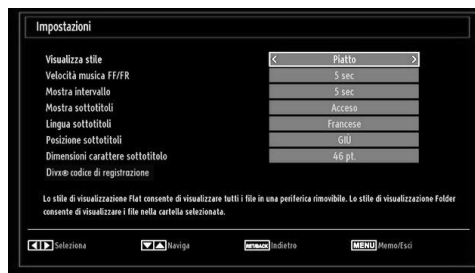 Impostazioni
Visualizza stile < Piatto >
Velocità musica FF/FR 5 sec
Mostra intervallo 5 sec
Mostra sottotitoli Acceso
Lingua sottotitoli Francese
Posizione sottotitoli GIÙ
Dimensioni carattere sottotitolo 46 pt.
Divx® codice di registrazione
Lo stile di visualizzazione Flat consente di visualizzare tutti i file in una periferica rimovibile. Lo stile di visualizzazione Folder
consente di visualizzare i file nella cartella selezionata.
Seleziona Naviga RET/BACK Indietro MENU Memo/Esci